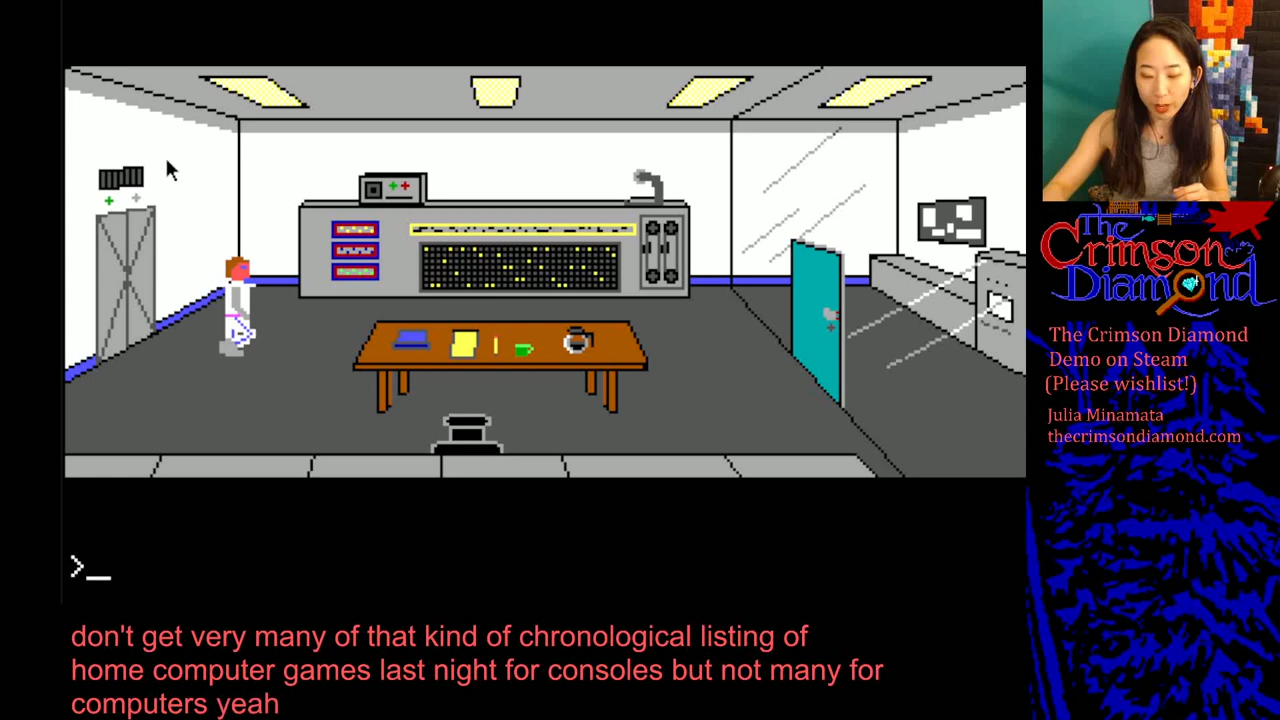 The
Crimson
Diamond
The Crimson Diamond
Demo on Steam
(Please wishlist!)
Julia Minamata
thecrimsondiamond.com
>_
don't get very many of that kind of chronological listing of
home computer games last night for consoles but not many for
computers yeah